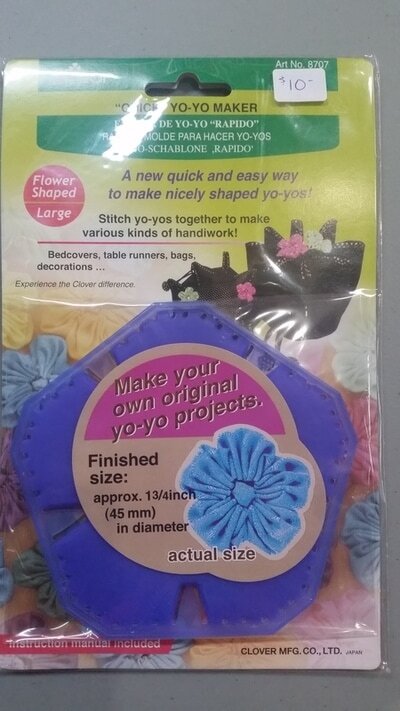 Art No. 8707
$10-
YO-YO MAKER
DE YO-YO "RAPIDO"
MOLDE PARA HACER YO-YOS
-SCHABLONE ,RAPIDO'
Flower
Shaped
Large
A new quick and easy way
to make nicely shaped yo-yos!
Stitch yo-yos together to make
various kinds of handiwork!
Bedcovers, table runners, bags,
decorations ...
Experience the Clover difference.
Make your
own original
yo-yo projects.
Finished
size:
approx. 13/4inch
(45 mm)
in diameter
actual size
Instruction manual included
CLOVER MFG. CO., LTD. JAPAN